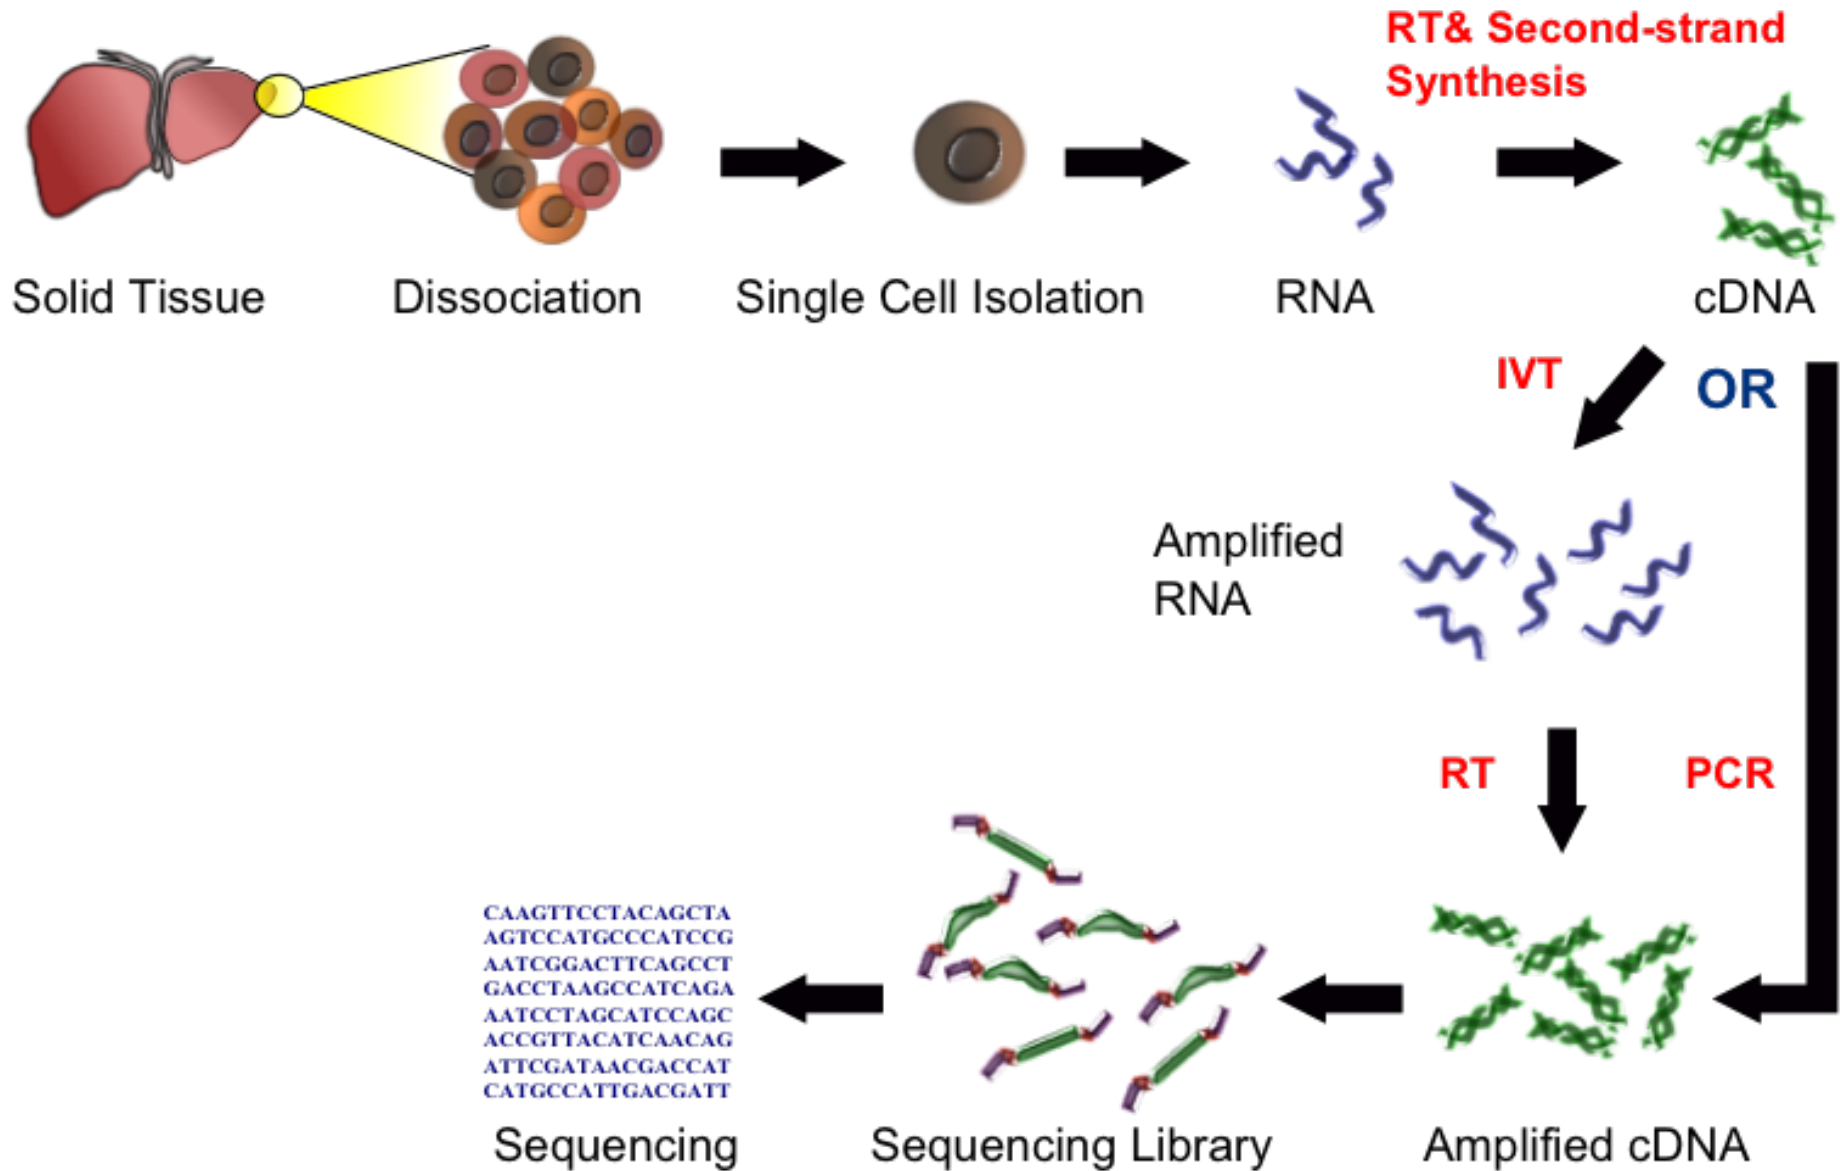 RT& Second-strand
Synthesis
Solid Tissue
Dissociation
Single Cell Isolation
RNA
cDNA
IVT
OR
Amplified
RNA
RT
PCR
CAAGTTCCTACAGCTA
AGTCCATGCCCATCCG
AATCGGACTTCAGCCT
GACCTAAGCCATCAGA
AATCCTAGCATCCAGC
ACCGTTACATCAACAG
ATTCGATAACGACCAT
CATGCCATTGACGATT
Sequencing
Sequencing Library
Amplified cDNA